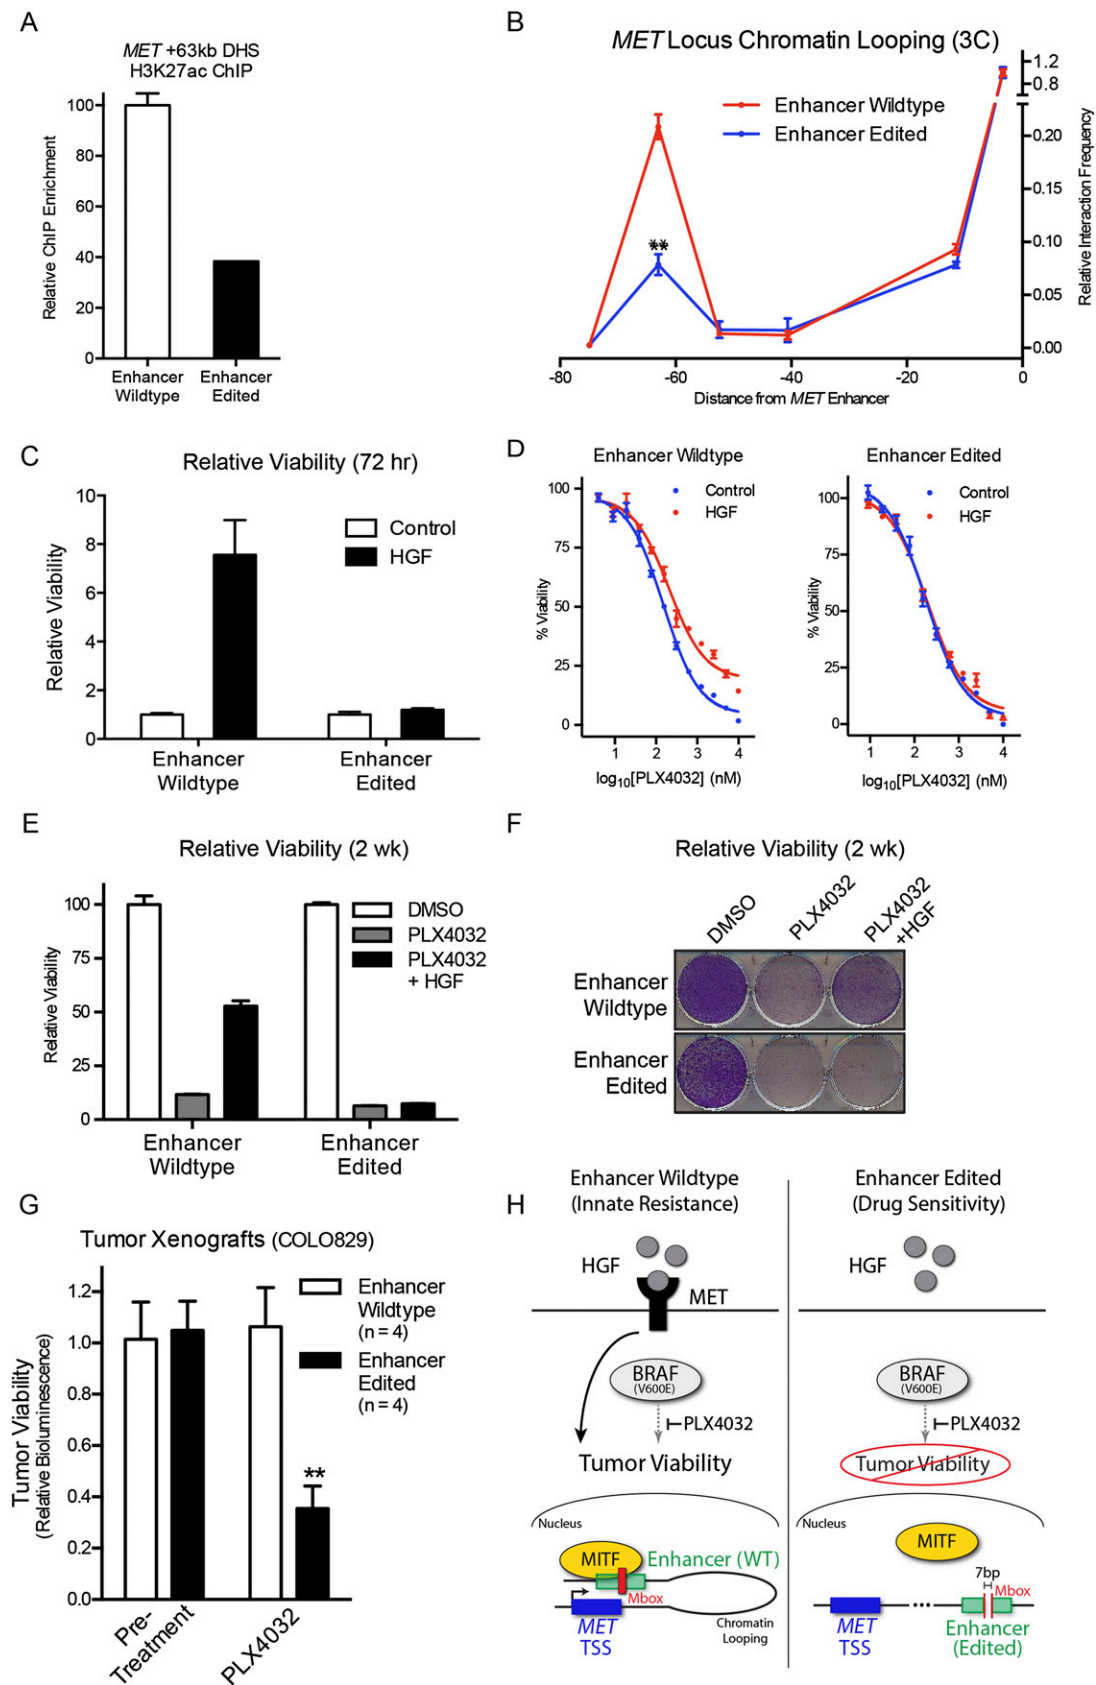 A
MET +63kb DHS
H3K27ac ChIP
Relative ChIP Enrichment
100
80
60
40
20
0
Enhancer
Wildtype
Enhancer
Edited
B
MET Locus Chromatin Looping (3C)
Enhancer Wildtype
Enhancer Edited
**
1.2
0.8
0.20
0.15
0.10
0.05
0.00
Relative Interaction Frequency
-80
-60
-40
-20
0
Distance from MET Enhancer
C
Relative Viability (72 hr)
Relative Viability
10
8
6
4
2
0
Control
HGF
Enhancer
Wildtype
Enhancer
Edited
D
Enhancer Wildtype
Control
HGF
% Viability
100
75
50
25
0
1
2
3
4
log10[PLX4032] (nM)
Enhancer Edited
Control
HGF
% Viability
100
75
50
25
0
1
2
3
4
log10[PLX4032] (nM)
E
Relative Viability (2 wk)
Relative Viability
100
75
50
25
0
DMSO
PLX4032
PLX4032
+ HGF
Enhancer
Wildtype
Enhancer
Edited
F
Relative Viability (2 wk)
DMSO
PLX4032
PLX4032
+HGF
Enhancer
Wildtype
Enhancer
Edited
G
Tumor Xenografts (COLO829)
Tumor Viability
(Relative Bioluminescence)
1.2
1.0
0.8
0.6
0.4
0.2
0.0
Enhancer
Wildtype
(n = 4)
Enhancer
Edited
(n = 4)
**
Pre-
Treatment
PLX4032
H
Enhancer Wildtype
(Innate Resistance)
HGF
MET
BRAF
(V600E)
PLX4032
Tumor Viability
Nucleus
MITF
Enhancer (WT)
Mbox
MET
TSS
Chromatin
Looping
Enhancer Edited
(Drug Sensitivity)
HGF
BRAF
(V600E)
PLX4032
Tumor Viability
Nucleus
MITF
7bp
Mbox
MET
TSS
Enhancer
(Edited)